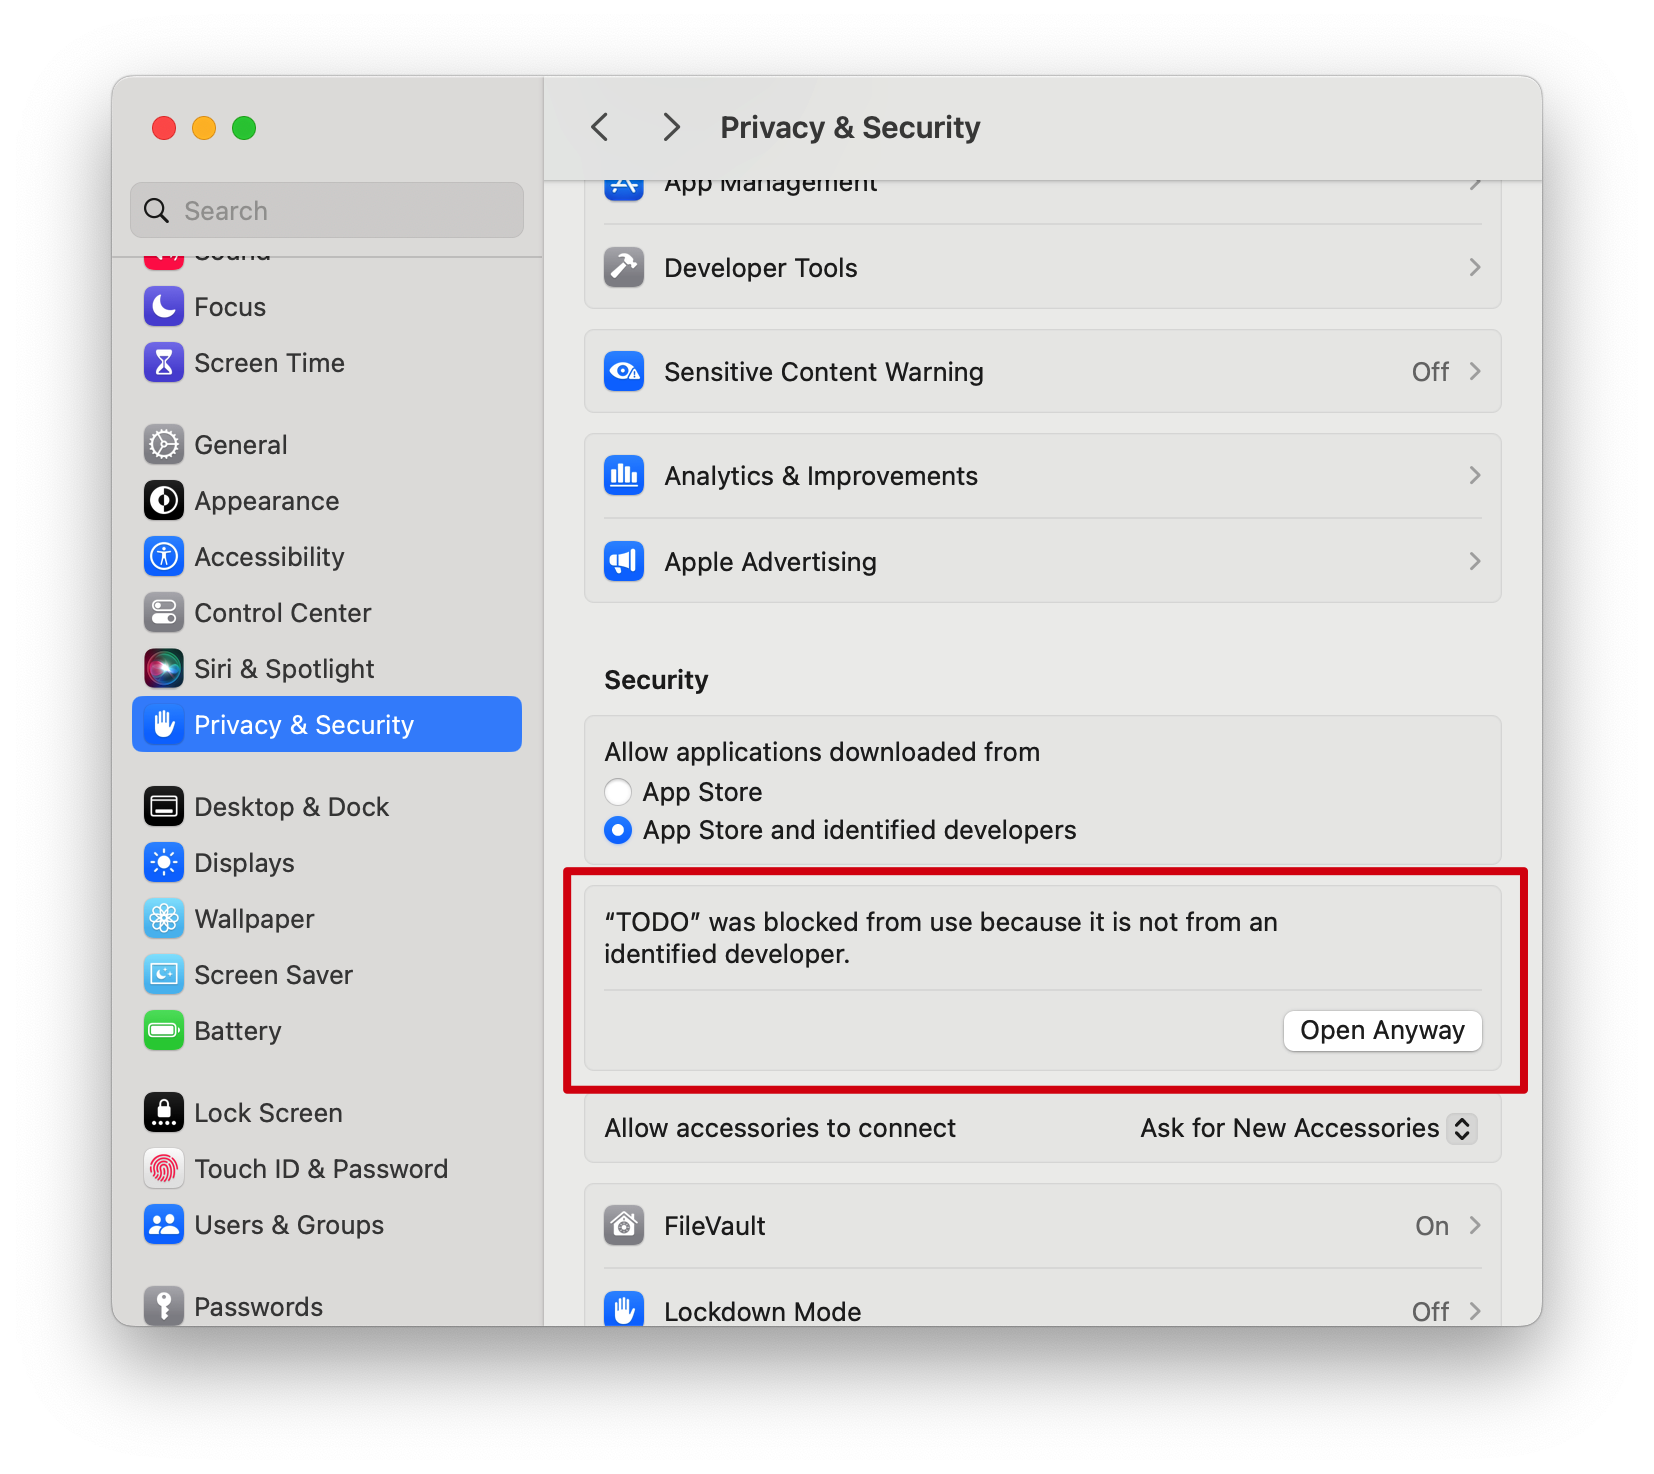 Privacy & Security
Search
Sound
Focus
Screen Time
General
Appearance
Accessibility
Control Center
Siri & Spotlight
Privacy & Security
Desktop & Dock
Displays
Wallpaper
Screen Saver
Battery
Lock Screen
Touch ID & Password
Users & Groups
Passwords
App Management
Developer Tools
Sensitive Content Warning Off
Analytics & Improvements
Apple Advertising
Security
Allow applications downloaded from
App Store
App Store and identified developers
“TODO” was blocked from use because it is not from an
identified developer.
Open Anyway
Allow accessories to connect Ask for New Accessories
FileVault On
Lockdown Mode Off